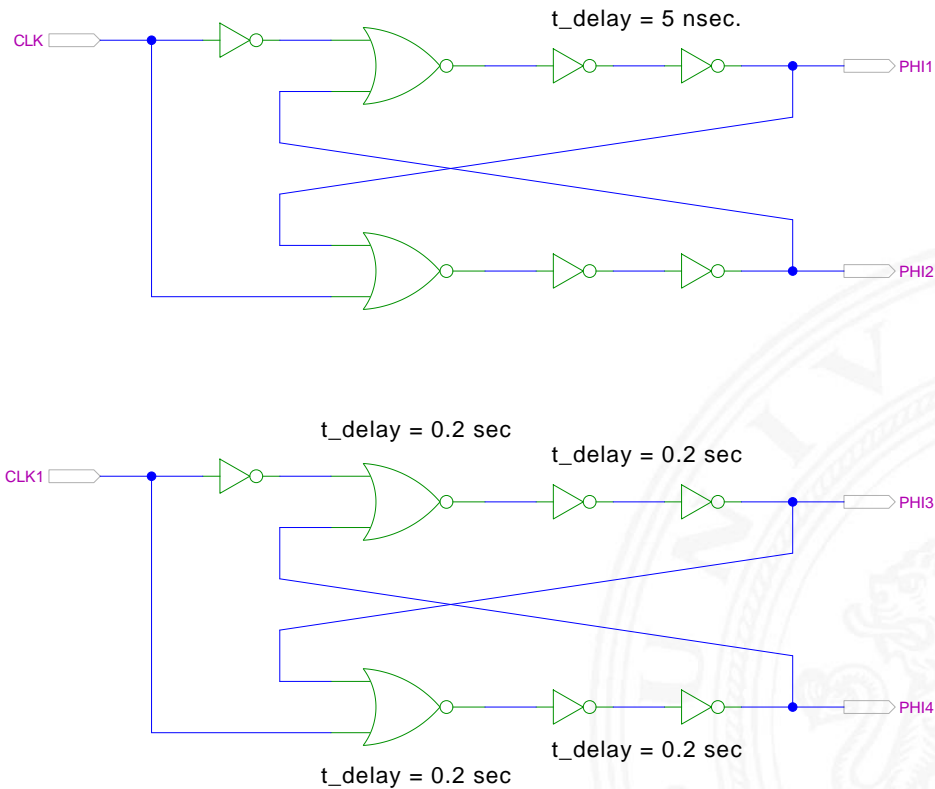 t_delay = 5 nsec.
CLK
PHI1
PHI2
t_delay = 0.2 sec
t_delay = 0.2 sec
CLK1
PHI3
PHI4
t_delay = 0.2 sec
t_delay = 0.2 sec
U N I V